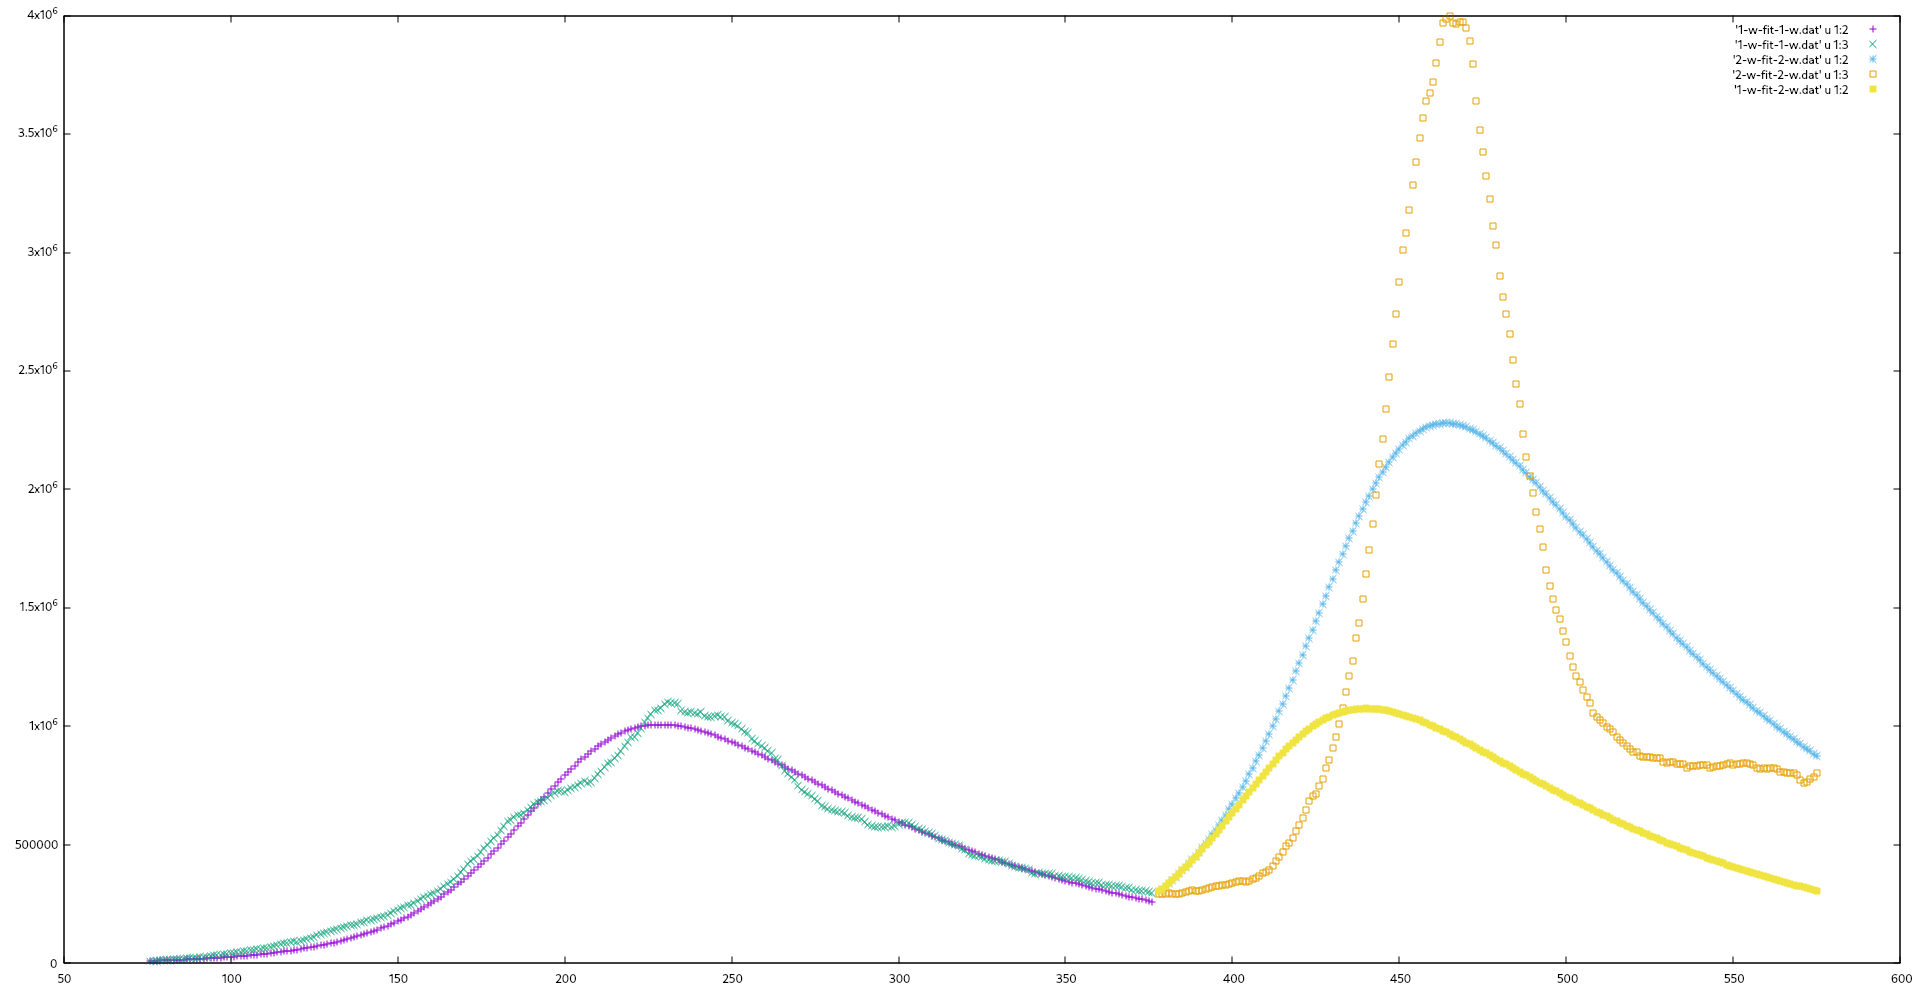 4x10⁶
3.5x10⁶
3x10⁶
2.5x10⁶
2x10⁶
1.5x10⁶
1x10⁶
500000
0
50 100 150 200 250 300 350 400 450 500 550 600
'1-w-fit-1-w.dat' u 1:2
'1-w-fit-1-w.dat' u 1:3
'2-w-fit-2-w.dat' u 1:2
'2-w-fit-2-w.dat' u 1:3
'1-w-fit-2-w.dat' u 1:2